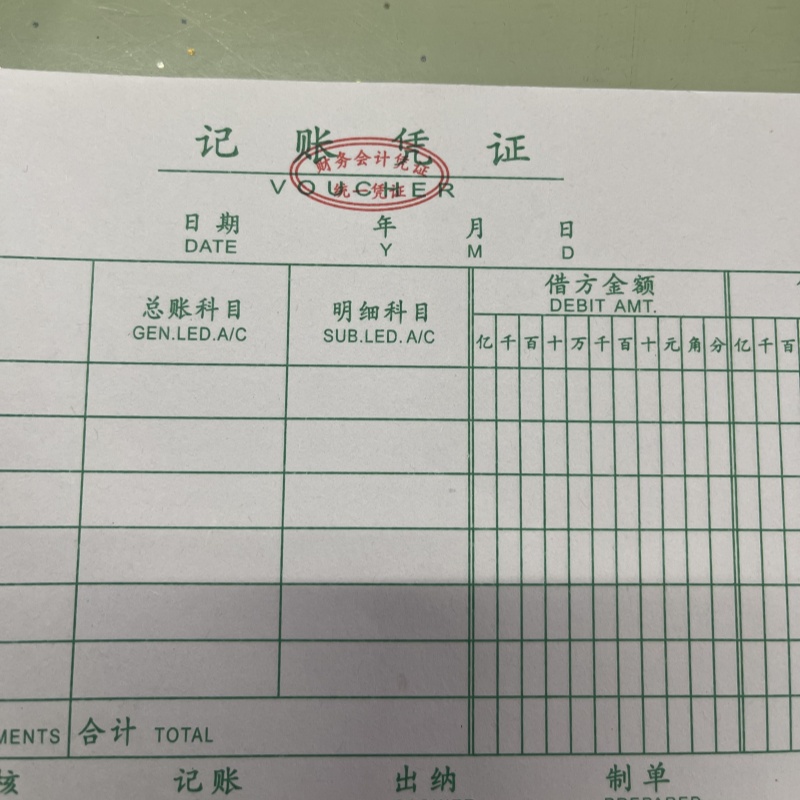 记账凭证
财务会计凭证
统一凭证
VOUCHER
日期 年 月 日
DATE Y M D
总账科目 明细科目 借方金额
GEN.LED.A/C SUB.LED.A/C DEBIT AMT.
亿千百十万千百十元角分亿千百
合计 TOTAL
记账 出纳 制单